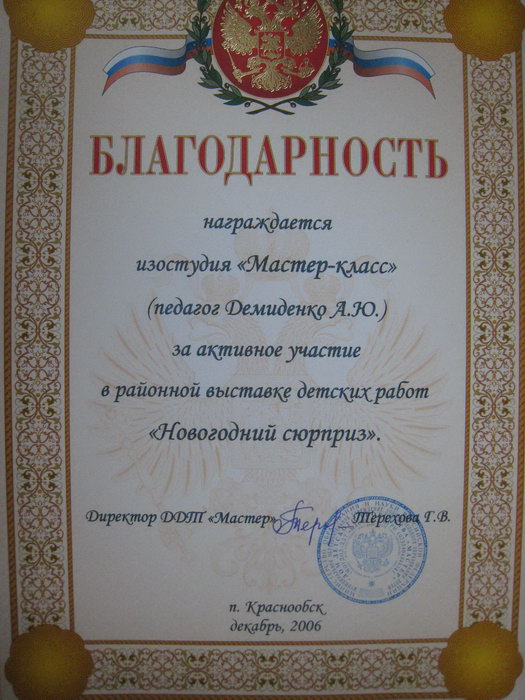 БЛАГОДАРНОСТЬ
награждается
изостудия «Мастер-класс»
(педагог Демиденко А.Ю.)
за активное участие
в районной выставке детских работ
«Новогодний сюрприз».
Директор ДДТ «Мастер» Терехова Г.В.
п. Краснообск
декабрь, 2006